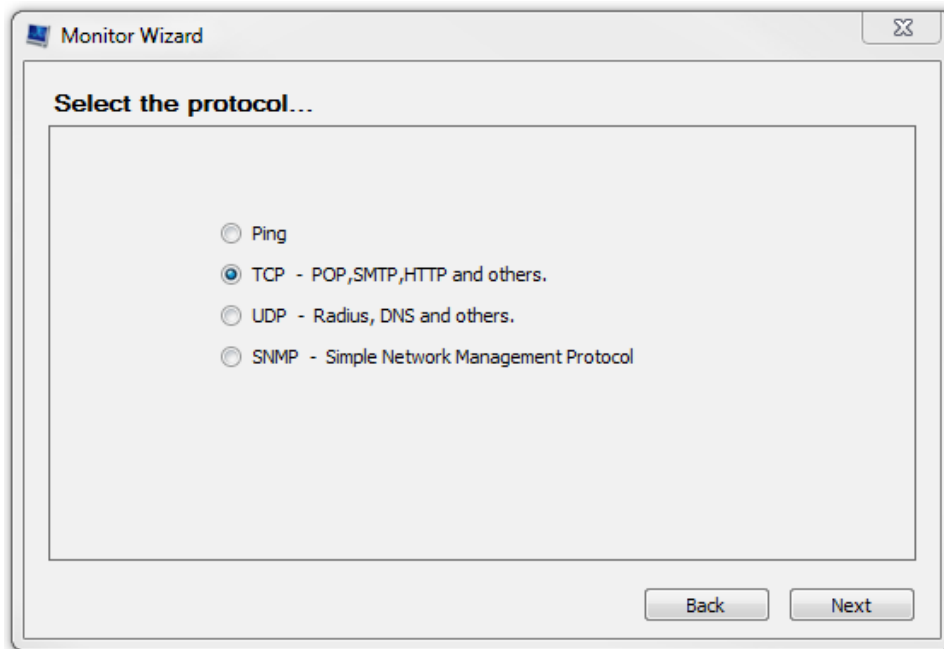 Monitor Wizard
Select the protocol...
Ping
TCP - POP,SMTP,HTTP and others.
UDP - Radius, DNS and others.
SNMP - Simple Network Management Protocol
Back Next